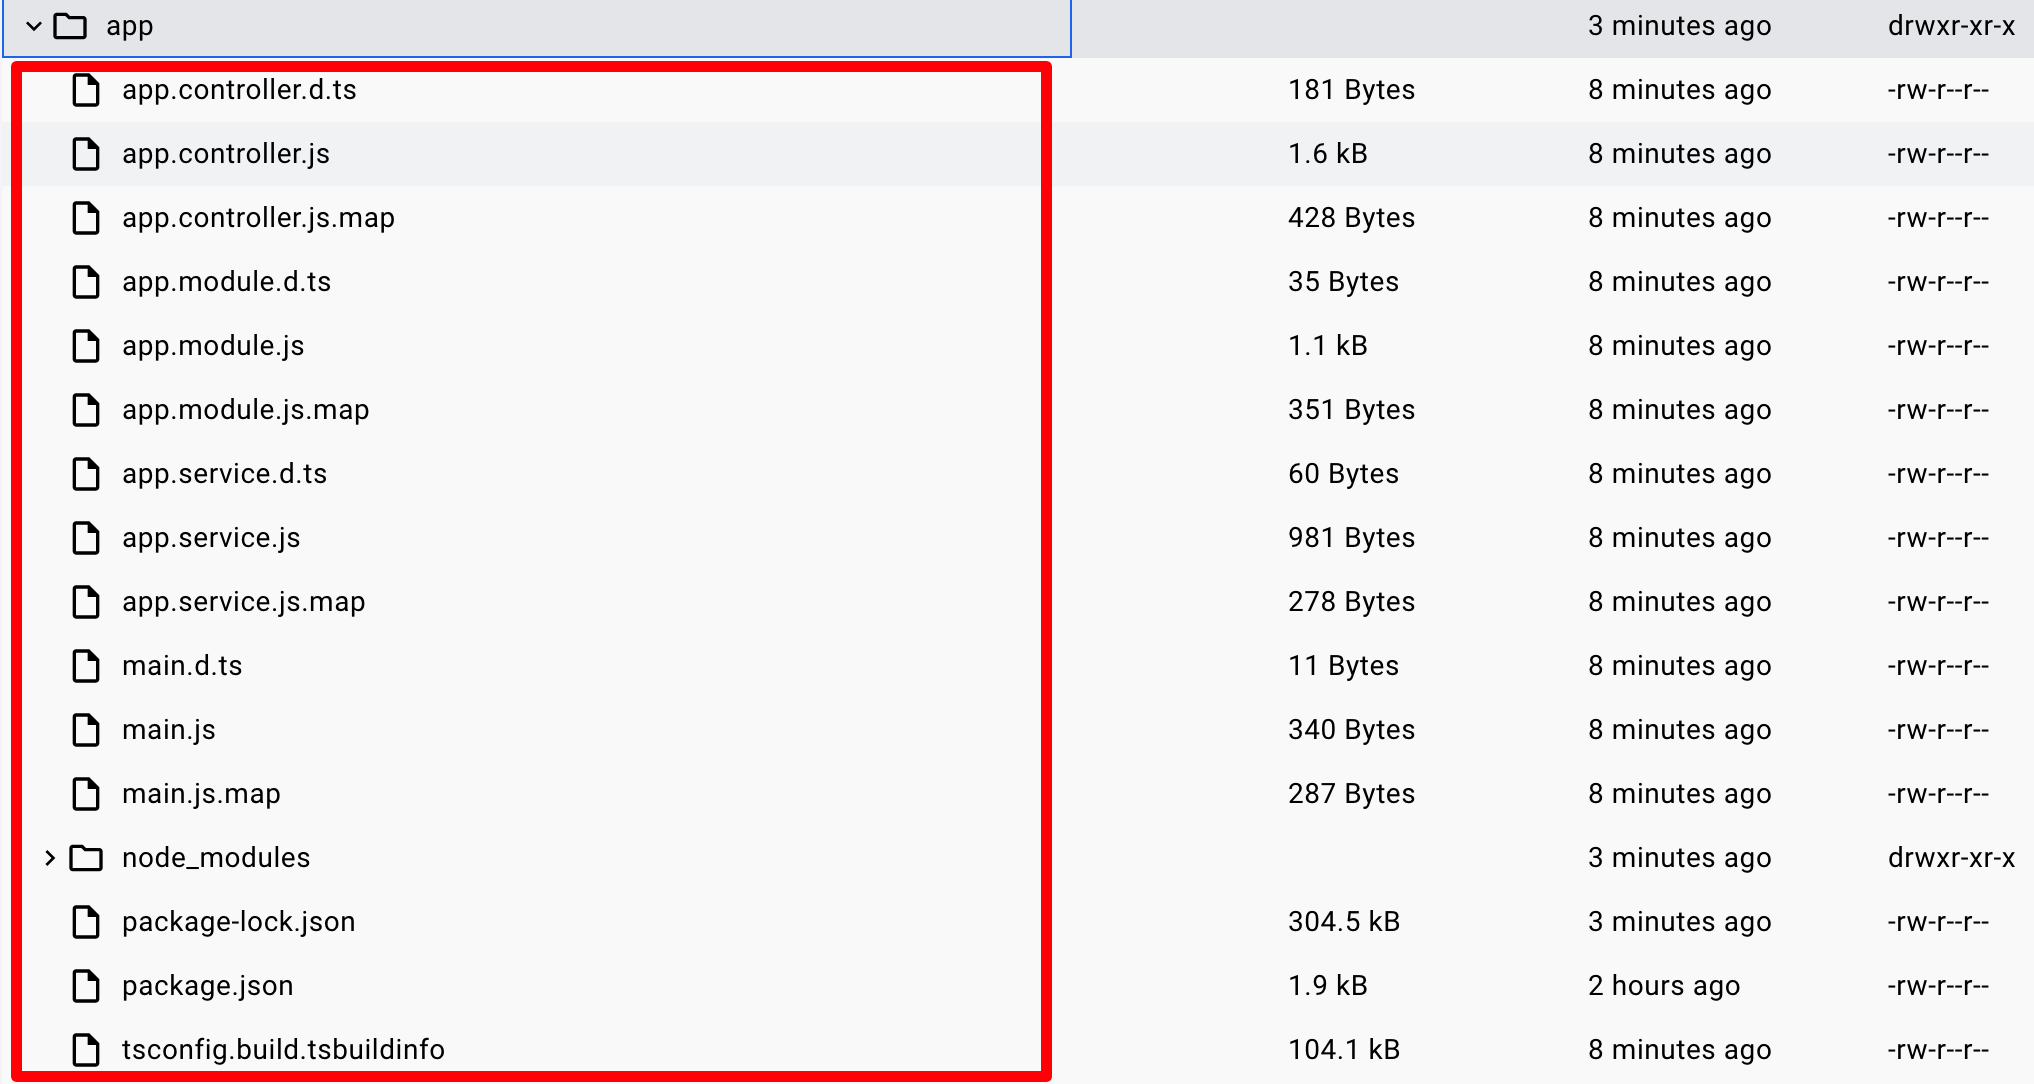 app 3 minutes ago drwxr-xr-x
app.controller.d.ts 181 Bytes 8 minutes ago -rw-r--r--
app.controller.js 1.6 kB 8 minutes ago -rw-r--r--
app.controller.js.map 428 Bytes 8 minutes ago -rw-r--r--
app.module.d.ts 35 Bytes 8 minutes ago -rw-r--r--
app.module.js 1.1 kB 8 minutes ago -rw-r--r--
app.module.js.map 351 Bytes 8 minutes ago -rw-r--r--
app.service.d.ts 60 Bytes 8 minutes ago -rw-r--r--
app.service.js 981 Bytes 8 minutes ago -rw-r--r--
app.service.js.map 278 Bytes 8 minutes ago -rw-r--r--
main.d.ts 11 Bytes 8 minutes ago -rw-r--r--
main.js 340 Bytes 8 minutes ago -rw-r--r--
main.js.map 287 Bytes 8 minutes ago -rw-r--r--
node_modules 3 minutes ago drwxr-xr-x
package-lock.json 304.5 kB 3 minutes ago -rw-r--r--
package.json 1.9 kB 2 hours ago -rw-r--r--
tsconfig.build.tsbuildinfo 104.1 kB 8 minutes ago -rw-r--r--